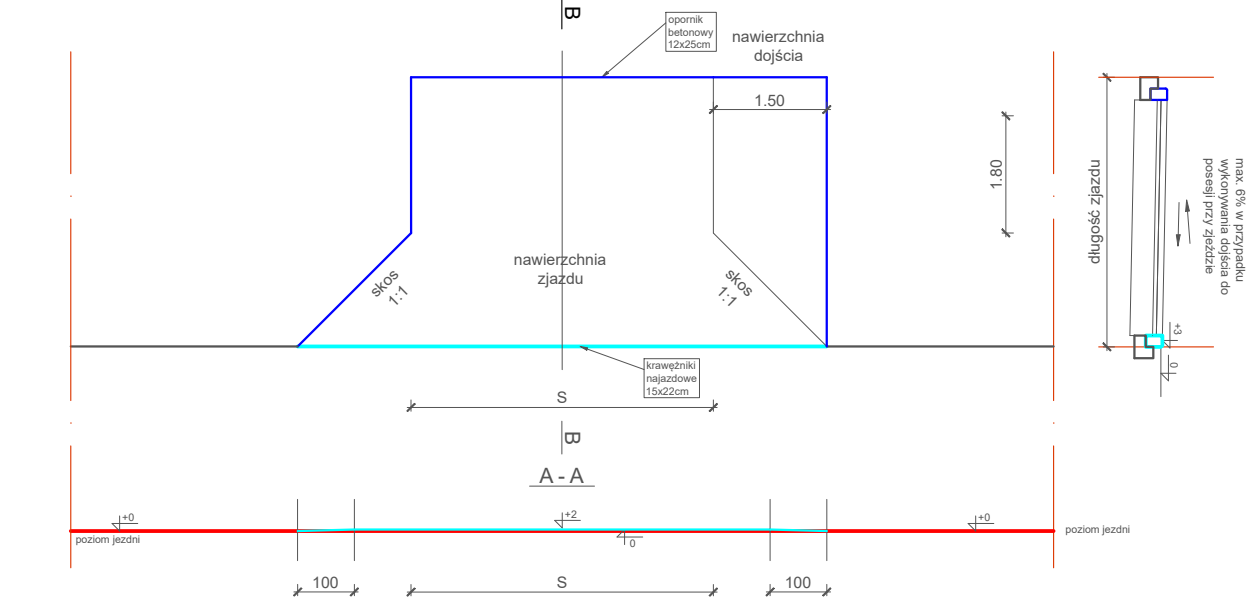 B
opornik
betonowy
12x25cm
nawierzchnia
dojścia
1.50
1.80
długość zjazdu
max. 6% w przypadku
wykonywania dojścia do
posesji przy zjeździe
nawierzchnia
zjazdu
skos
1:1
skos
1:1
+3
0
krawężniki
najazdowe
15x22cm
S
B
A - A
+0
+2
0
+0
poziom jezdni
poziom jezdni
100
S
100